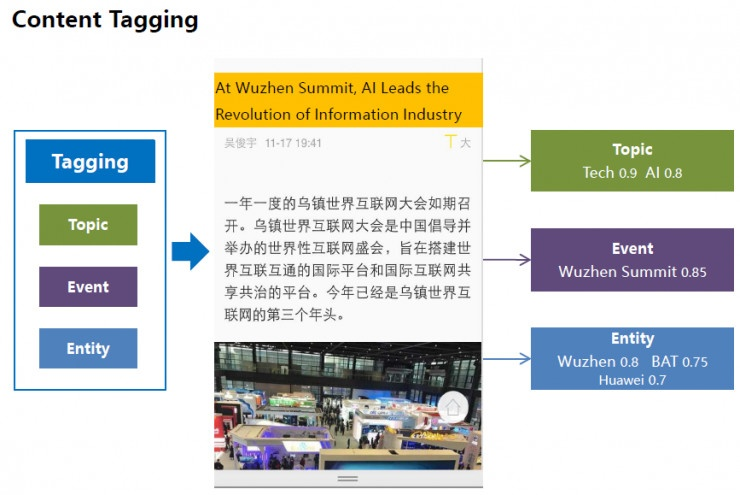 Content Tagging
Tagging
Topic
Event
Entity
At Wuzhen Summit, AI Leads the
Revolution of Information Industry
吴俊宇 11-17 19:41
T 大
一年一度的乌镇世界互联网大会如期召
开。乌镇世界互联网大会是中国倡导并
举办的世界性互联网盛会，旨在搭建世
界互联互通的国际平台和国际互联网共
享共治的平台。今年已经是乌镇世界互
联网的第三个年头。
Topic
Tech 0.9 AI 0.8
Event
Wuzhen Summit 0.85
Entity
Wuzhen 0.8 BAT 0.75
Huawei 0.7